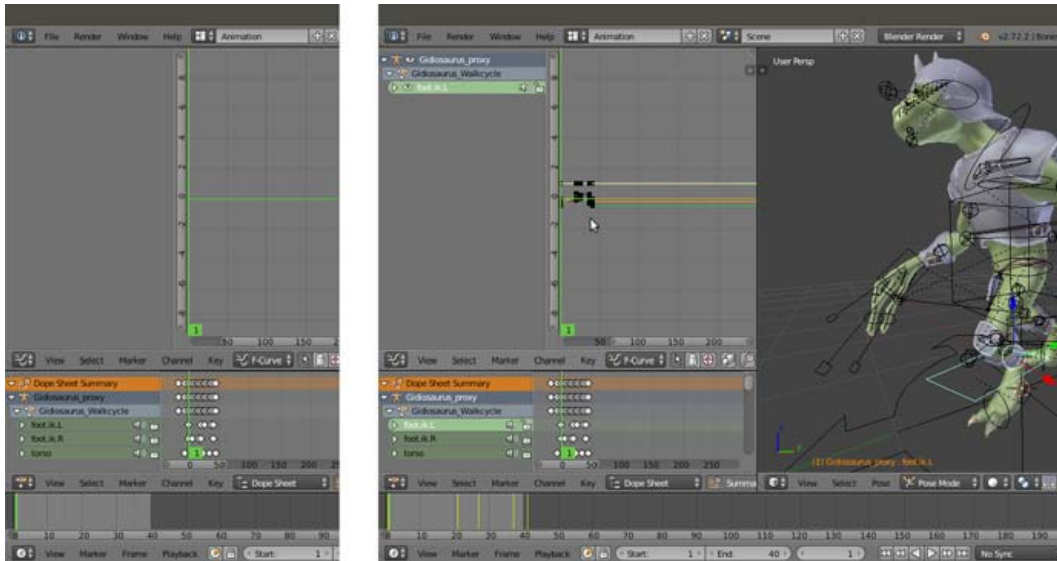 File Render Window Help Animation
50 100 150
1
View Select Marker Channel Key F-Curve
Dope Sheet Summary
Gidiosaurus_proxy
Gidiosaurus_Walkcycle
foot.ik.L
foot.ik.R
torso
1
0 50 100 150 200
View Select Marker Channel Key Dope Sheet
0 10 20 30 40 50 60 70 80
View Marker Frame Playback Start: 1
File Render Window Help Animation Scene Blender Render v2.72.2 | Bone
Gidiosaurus_proxy
Gidiosaurus_Walkcycle
foot.ik.L
User Persp
1
50 100 150 200
View Select Marker Channel Key F-Curve
Dope Sheet Summary
Gidiosaurus_proxy
Gidiosaurus_Walkcycle
foot.ik.L
foot.ik.R
torso
1
0 50 100 150 200 250
(1) Gidiosaurus_proxy : foot.ik.L
View Select Marker Channel Key Dope Sheet Summa
View Select Pose Pose Mode
0 10 20 30 40 50 60 70 80 90 100 110 120 130 140 150 160 170 180 190
View Marker Frame Playback Start: 1 End: 40 1 No Sync